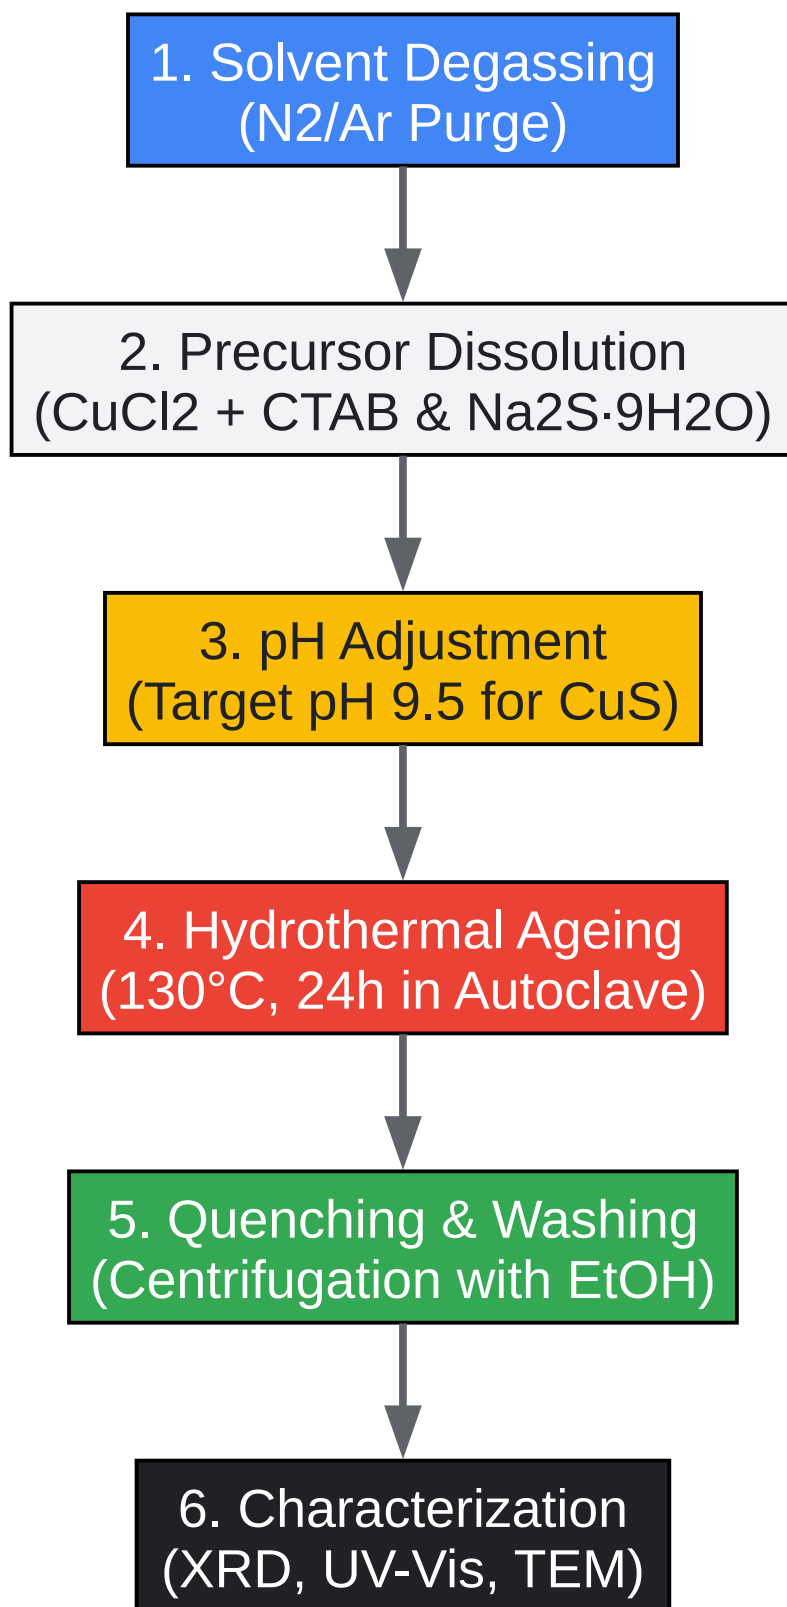 1. Solvent Degassing
(N2/Ar Purge)
2. Precursor Dissolution
(CuCl2 + CTAB & Na2S·9H2O)
3. pH Adjustment
(Target pH 9.5 for CuS)
4. Hydrothermal Ageing
(130°C, 24h in Autoclave)
5. Quenching & Washing
(Centrifugation with EtOH)
6. Characterization
(XRD, UV-Vis, TEM)